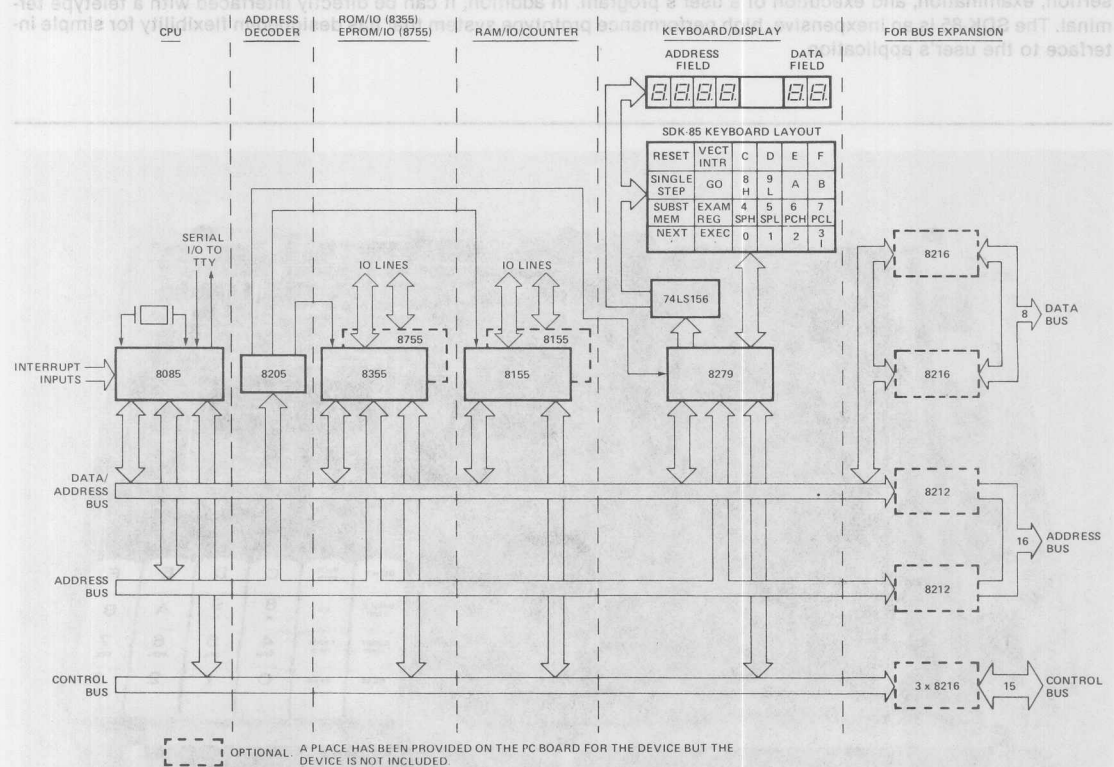 sertion, examination, and execution of a user's program. In addition, it can be directly interfaced with a teletype ter-
minal. The SDK-85 is an inexpensive, high performance prototype system design flexibility for simple in-
terface to the user's application.
CPU
ADDRESS
DECODER
ROM/IO (8355)
EPROM/IO (8755)
RAM/IO/COUNTER
KEYBOARD/DISPLAY
FOR BUS EXPANSION
ADDRESS
FIELD
DATA
FIELD
8. 8. 8. 8. 8. 8.
SDK-85 KEYBOARD LAYOUT
RESET VECT INTR C D E F
SINGLE STEP GO 8 H 9 L A B
SUBST MEM EXAM REG 4 SPH 5 SPL 6 PCH 7 PCL
NEXT EXEC 0 1 2 3 I
SERIAL
I/O TO
TTY
IO LINES
IO LINES
74LS156
8216
8
DATA
BUS
8755
8155
INTERRUPT
INPUTS
8085
8205
8355
8155
8279
8216
DATA/
ADDRESS
BUS
8212
16
ADDRESS
BUS
ADDRESS
BUS
8212
CONTROL
BUS
3 x 8216
15
CONTROL
BUS
OPTIONAL. A PLACE HAS BEEN PROVIDED ON THE PC BOARD FOR THE DEVICE BUT THE
DEVICE IS NOT INCLUDED.